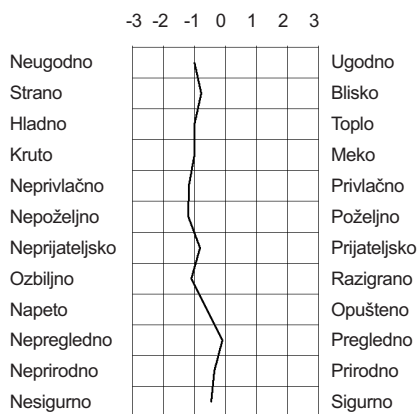 -3 -2 -1 0 1 2 3
Neugodno Ugodno
Strano Blisko
Hladno Toplo
Kruto Meko
Neprivlačno Privlačno
Nepoželjno Poželjno
Neprijateljsko Prijateljsko
Ozbiljno Razigrano
Napeto Opušteno
Nepregledno Pregledno
Neprirodno Prirodno
Nesigurno Sigurno